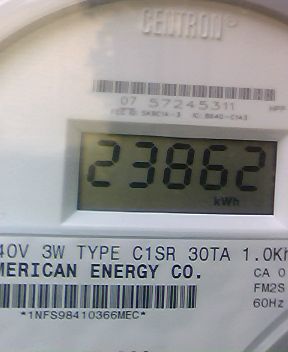 CENTRON
07 57245311
23862
kWh
40V 3W TYPE C1SR 30TA 1.0Kh
MERICAN ENERGY CO.
CA 0
FM2S
60Hz
*1NFS98410366MEC*